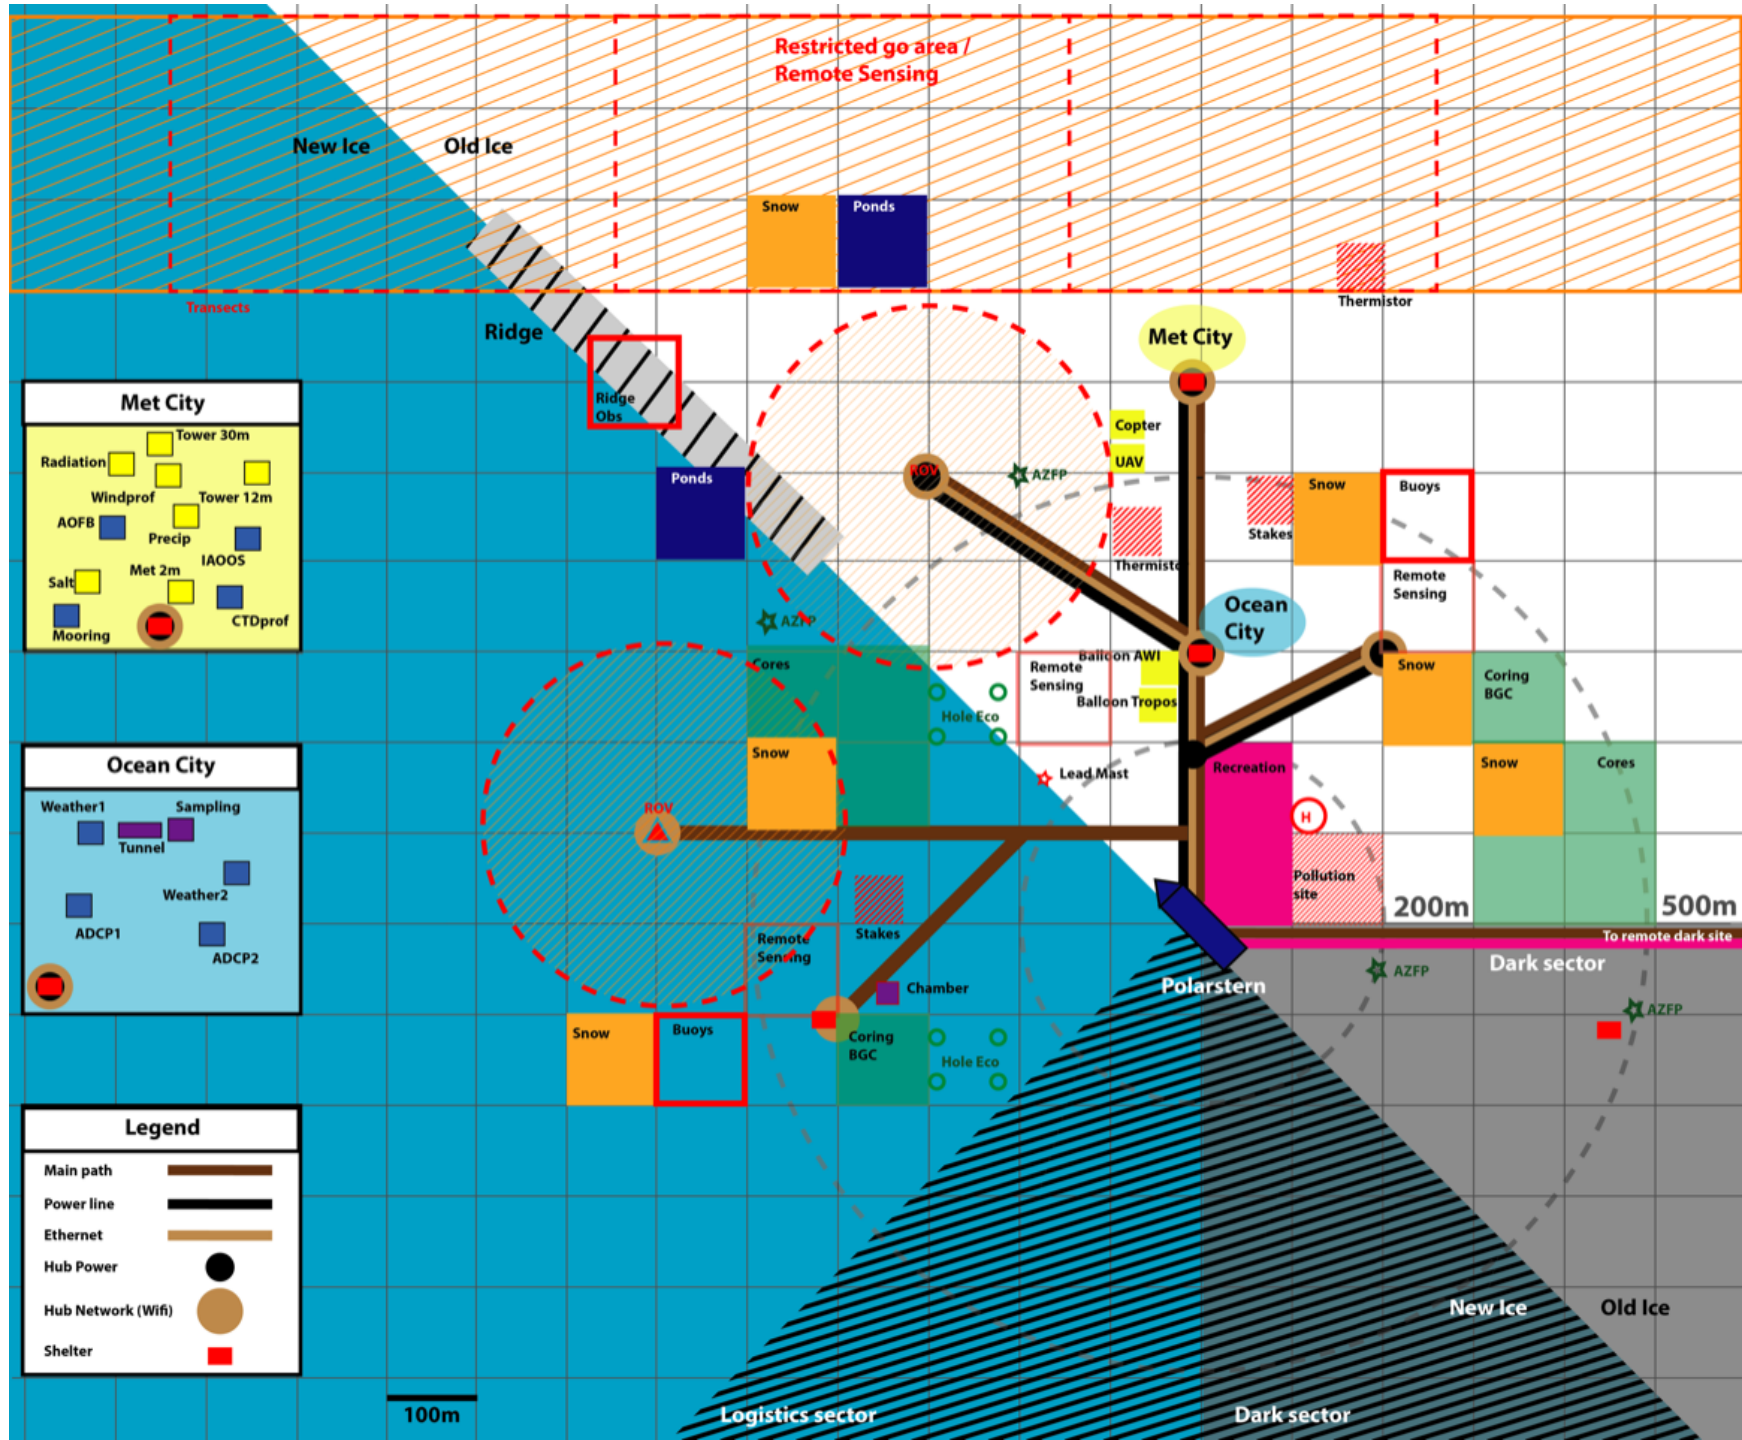 Restricted go area /
Remote Sensing
New Ice
Old Ice
Snow
Ponds
Transects
Thermistor
Ridge
Met City
Ridge
Obs
Copter
UAV
ROV
AZFP
Ponds
Stakes
Snow
Buoys
Thermisto
Remote
Sensing
Ocean
City
AZFP
Cores
Balloon AWI
Remote
Sensing
Balloon Tropos
Hole Eco
Snow
Coring
BGC
Snow
Lead Mast
Recreation
Snow
Cores
ROV
H
Pollution
site
200m
500m
Stakes
Remote
Sensing
To remote dark site
Dark sector
Polarstern
AZFP
AZFP
Chamber
Snow
Buoys
Coring
BGC
Hole Eco
New Ice
Old Ice
Logistics sector
Dark sector
100m
Met City
Tower 30m
Radiation
Windprof
Tower 12m
AOFB
Precip
IAOOS
Met 2m
Salt
CTDprof
Mooring
Ocean City
Weather1
Sampling
Tunnel
Weather2
ADCP1
ADCP2
Legend
Main path
Power line
Ethernet
Hub Power
Hub Network (Wifi)
Shelter